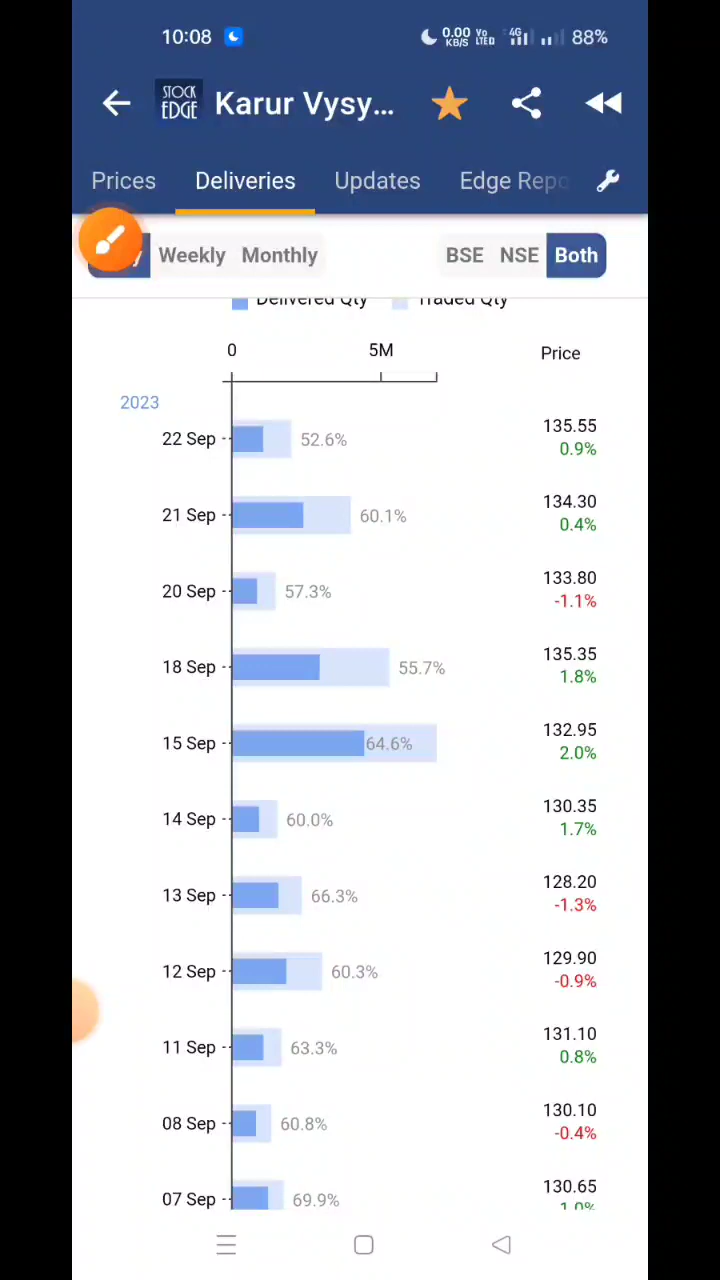 10:08 0.00 KB/S Yo LTED 4G 88%
STOCK EDGE Karur Vysy...
Prices Deliveries Updates Edge Repo
Weekly Monthly BSE NSE Both
Delivered Qty Traded Qty
0 5M Price
2023
22 Sep 52.6% 135.55
0.9%
21 Sep 60.1% 134.30
0.4%
20 Sep 57.3% 133.80
-1.1%
18 Sep 55.7% 135.35
1.8%
15 Sep 64.6% 132.95
2.0%
14 Sep 60.0% 130.35
1.7%
13 Sep 66.3% 128.20
-1.3%
12 Sep 60.3% 129.90
-0.9%
11 Sep 63.3% 131.10
0.8%
08 Sep 60.8% 130.10
-0.4%
07 Sep 69.9% 130.65
1.0%